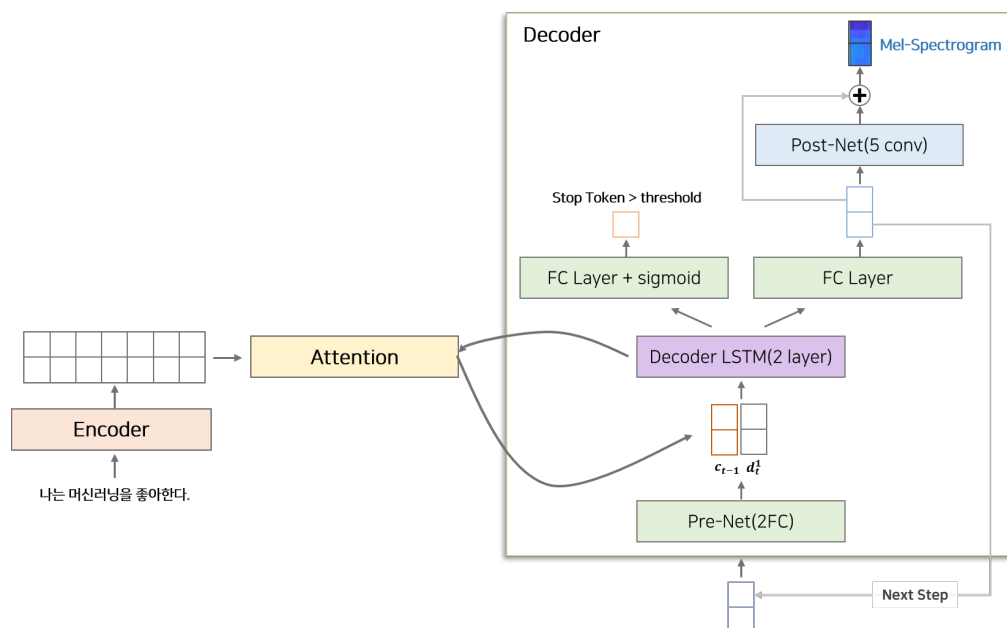 Decoder
Mel-Spectrogram
Post-Net(5 conv)
Stop Token > threshold
FC Layer + sigmoid
FC Layer
Attention
Decoder LSTM(2 layer)
Encoder
나는 머신러닝을 좋아한다.
c_{t-1} d_t^1
Pre-Net(2FC)
Next Step